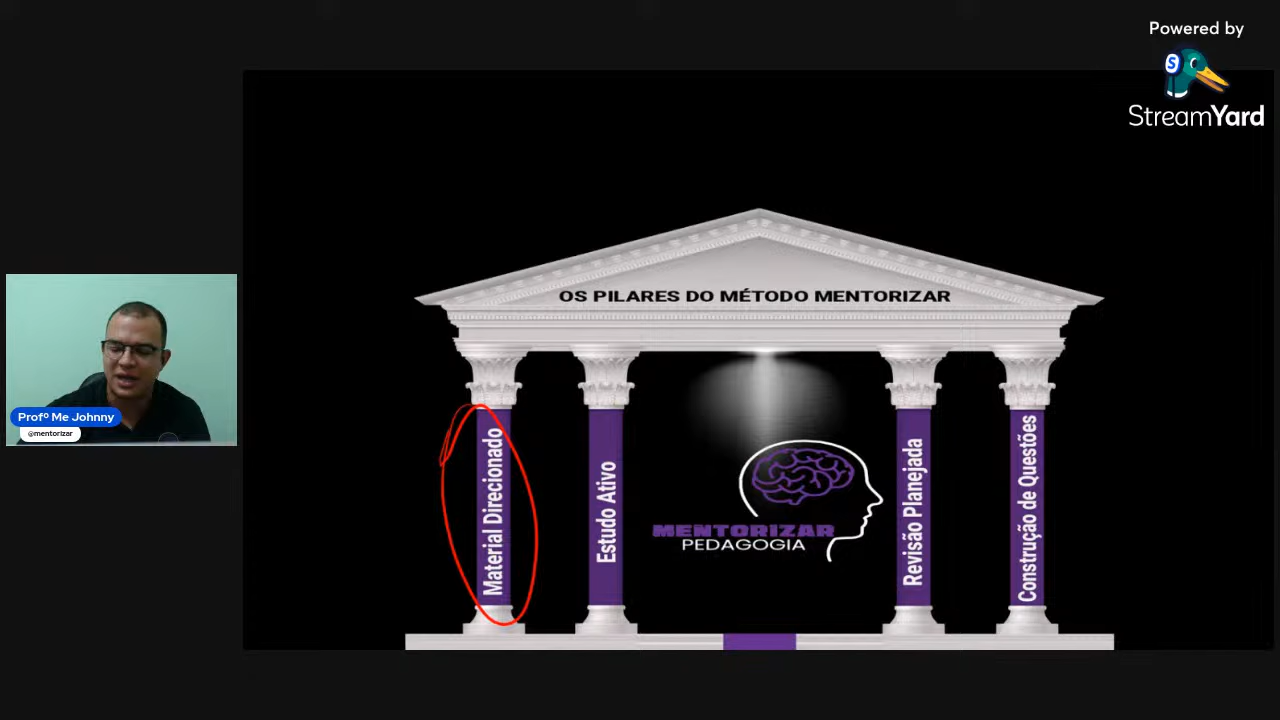 Powered by
StreamYard
OS PILARES DO MÉTODO MENTORIZAR
Material Direcionado
Estudo Ativo
MENTORIZAR
PEDAGOGIA
Revisão Planejada
Construção de Questões
Profº Me Johnny
@mentorizar